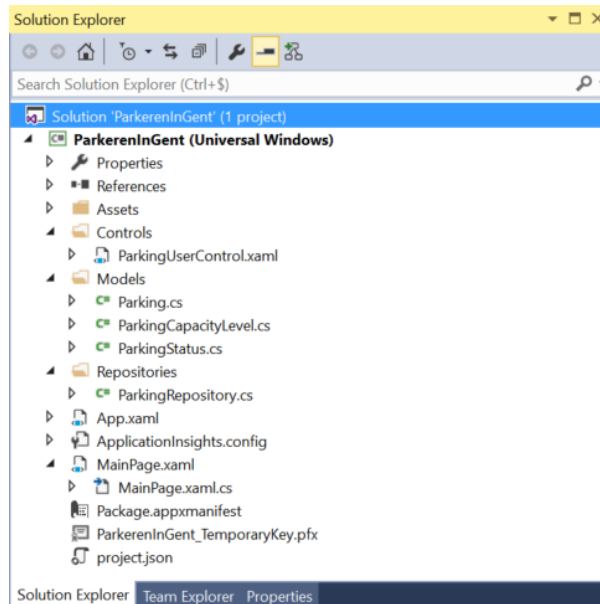 Solution Explorer
Search Solution Explorer (Ctrl+$)
Solution 'ParkerenInGent' (1 project)
C# ParkerenInGent (Universal Windows)
Properties
References
Assets
Controls
ParkingUserControl.xaml
Models
C# Parking.cs
C# ParkingCapacityLevel.cs
C# ParkingStatus.cs
Repositories
C# ParkingRepository.cs
App.xaml
ApplicationInsights.config
MainPage.xaml
MainPage.xaml.cs
Package.appxmanifest
ParkerenInGent_TemporaryKey.pfx
project.json
Solution Explorer Team Explorer Properties